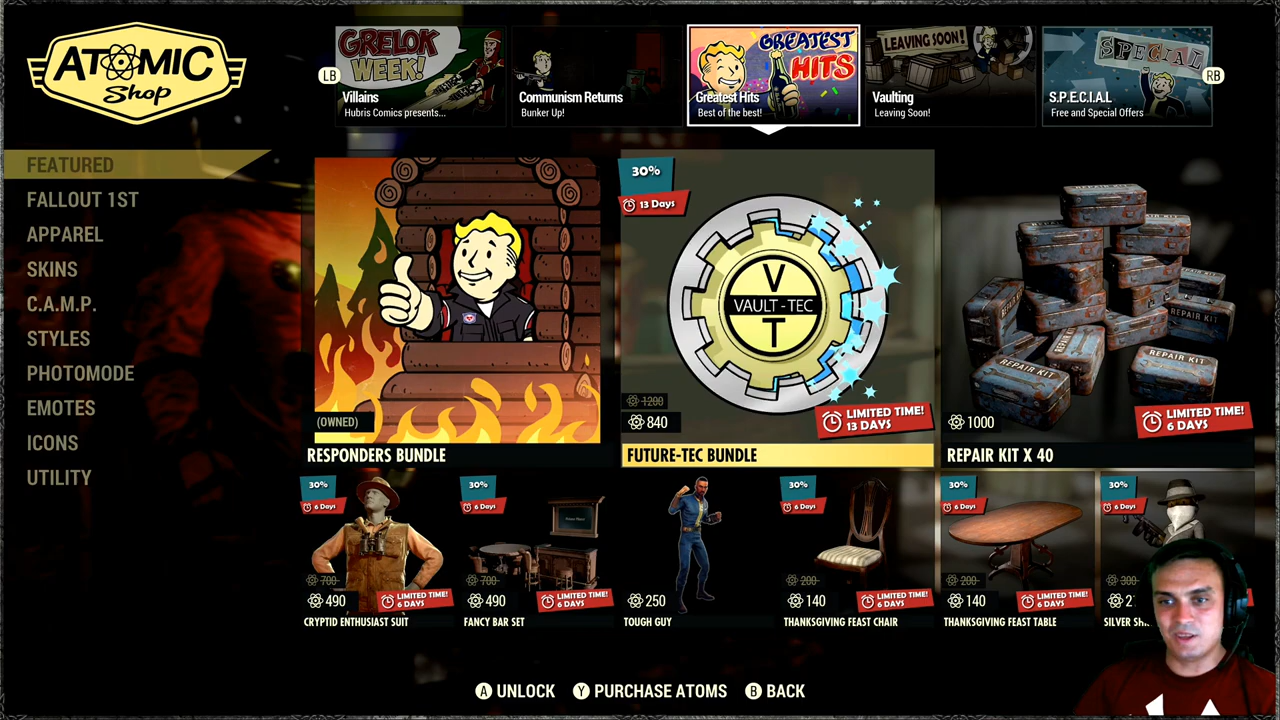 ATOMIC
Shop
LB
GRELOK
WEEK!
Villains
Hubris Comics presents...
Communism Returns
Bunker Up!
GREATEST
HITS
Greatest Hits
Best of the best!
LEAVING SOON!
Vaulting
Leaving Soon!
SPECIAL
S.P.E.C.I.A.L
Free and Special Offers
RB
FEATURED
FALLOUT 1ST
APPAREL
SKINS
C.A.M.P.
STYLES
PHOTOMODE
EMOTES
ICONS
UTILITY
(OWNED)
RESPONDERS BUNDLE
30%
13 Days
V
VAULT-TEC
T
1200
840
LIMITED TIME!
13 DAYS
FUTURE-TEC BUNDLE
REPAIR KIT
REPAIR KIT
REPAIR KIT
1000
LIMITED TIME!
6 DAYS
REPAIR KIT X 40
30%
6 Days
700
490
LIMITED TIME!
6 DAYS
CRYPTID ENTHUSIAST SUIT
30%
6 Days
700
490
LIMITED TIME!
6 DAYS
FANCY BAR SET
250
TOUGH GUY
30%
6 Days
200
140
LIMITED TIME!
6 DAYS
THANKSGIVING FEAST CHAIR
30%
6 Days
200
140
LIMITED TIME!
6 DAYS
THANKSGIVING FEAST TABLE
30%
6 Days
300
SILVER
A UNLOCK Y PURCHASE ATOMS B BACK